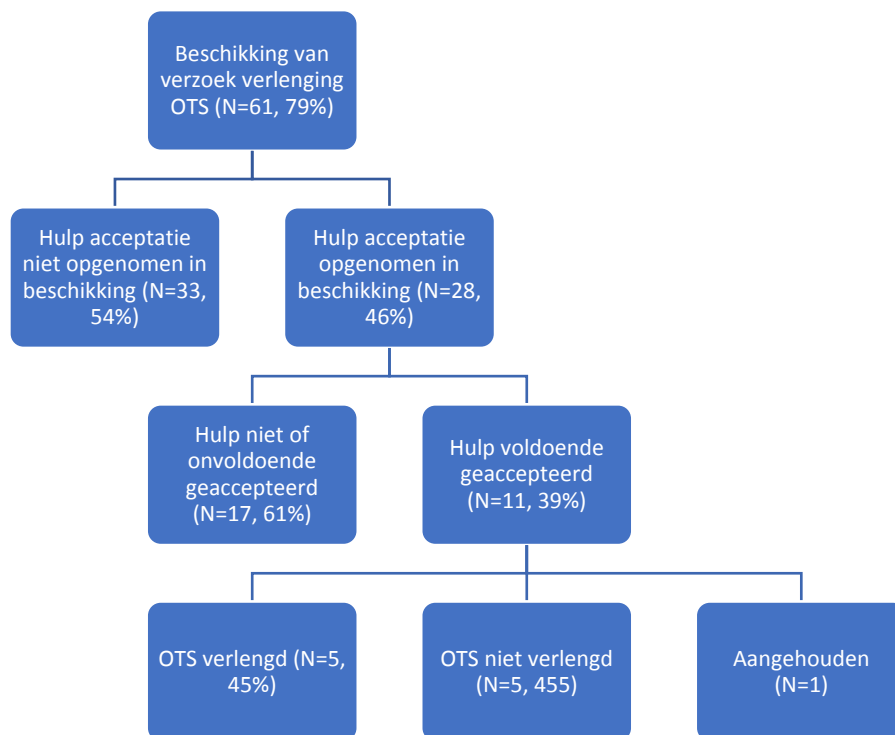 Beschikking van
verzoek verlenging
OTS (N=61, 79%)
Hulp acceptatie
niet opgenomen in
beschikking (N=33,
54%)
Hulp acceptatie
opgenomen in
beschikking (N=28,
46%)
Hulp niet of
onvoldoende
geaccepteerd
(N=17, 61%)
Hulp voldoende
geaccepteerd
(N=11, 39%)
OTS verlengd (N=5,
45%)
OTS niet verlengd
(N=5, 455)
Aangehouden
(N=1)